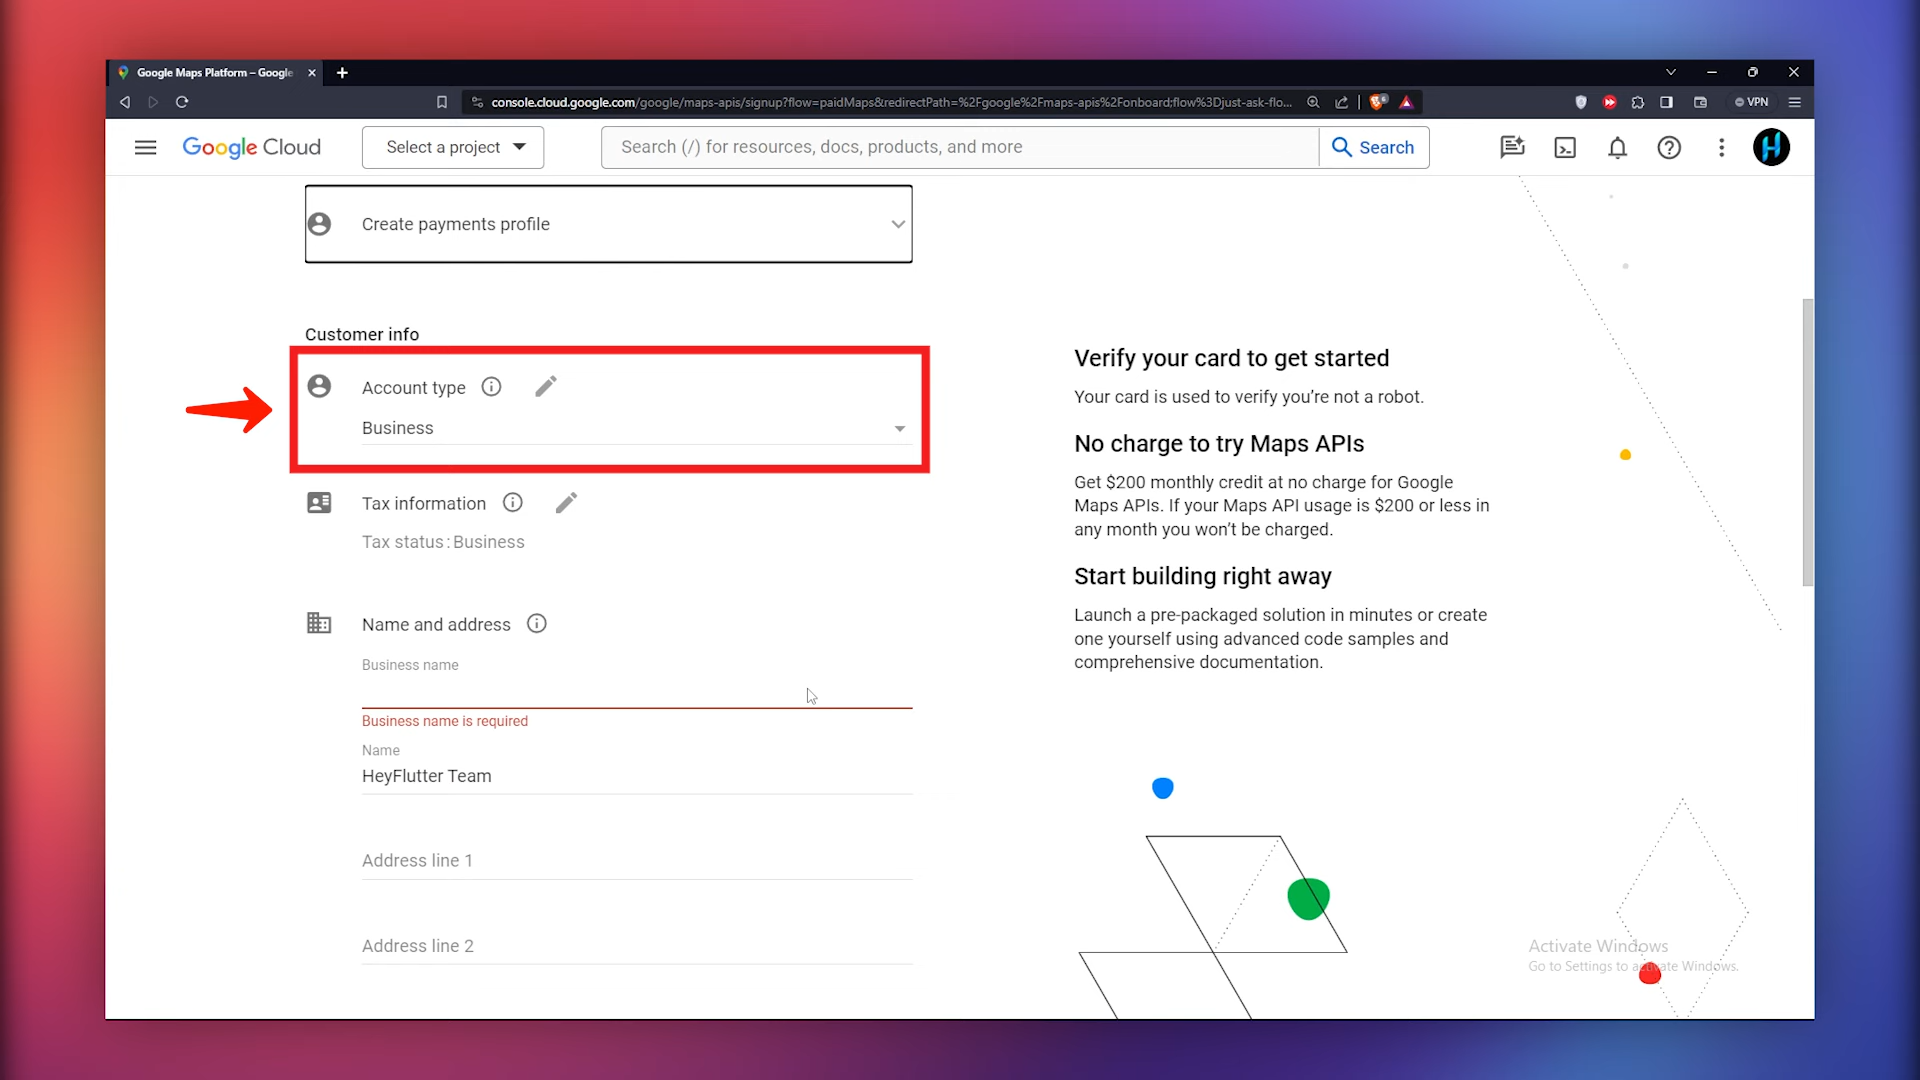 Google Maps Platform – Google
console.cloud.google.com/google/maps-apis/signup?flow=paidMaps&redirectPath=%2Fgoogle%2Fmaps-apis%2Fonboard;flow%3Djust-ask-flo...
VPN
Google Cloud
Select a project
Search (/) for resources, docs, products, and more
Search
Create payments profile
Customer info
Account type
Business
Tax information
Tax status : Business
Name and address
Business name
Business name is required
Name
HeyFlutter Team
Address line 1
Address line 2
Verify your card to get started
Your card is used to verify you’re not a robot.
No charge to try Maps APIs
Get $200 monthly credit at no charge for Google
Maps APIs. If your Maps API usage is $200 or less in
any month you won’t be charged.
Start building right away
Launch a pre-packaged solution in minutes or create
one yourself using advanced code samples and
comprehensive documentation.
Activate Windows
Go to Settings to activate Windows.